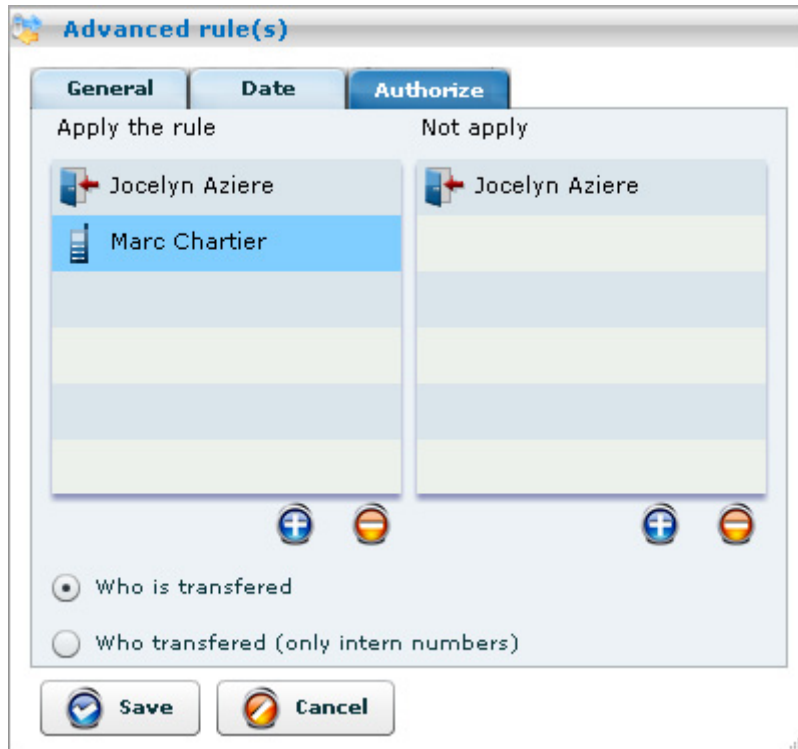 Advanced rule(s)
General Date Authorize
Apply the rule Not apply
Jocelyn Aziere Jocelyn Aziere
Marc Chartier
Who is transfered
Who transfered (only intern numbers)
Save Cancel